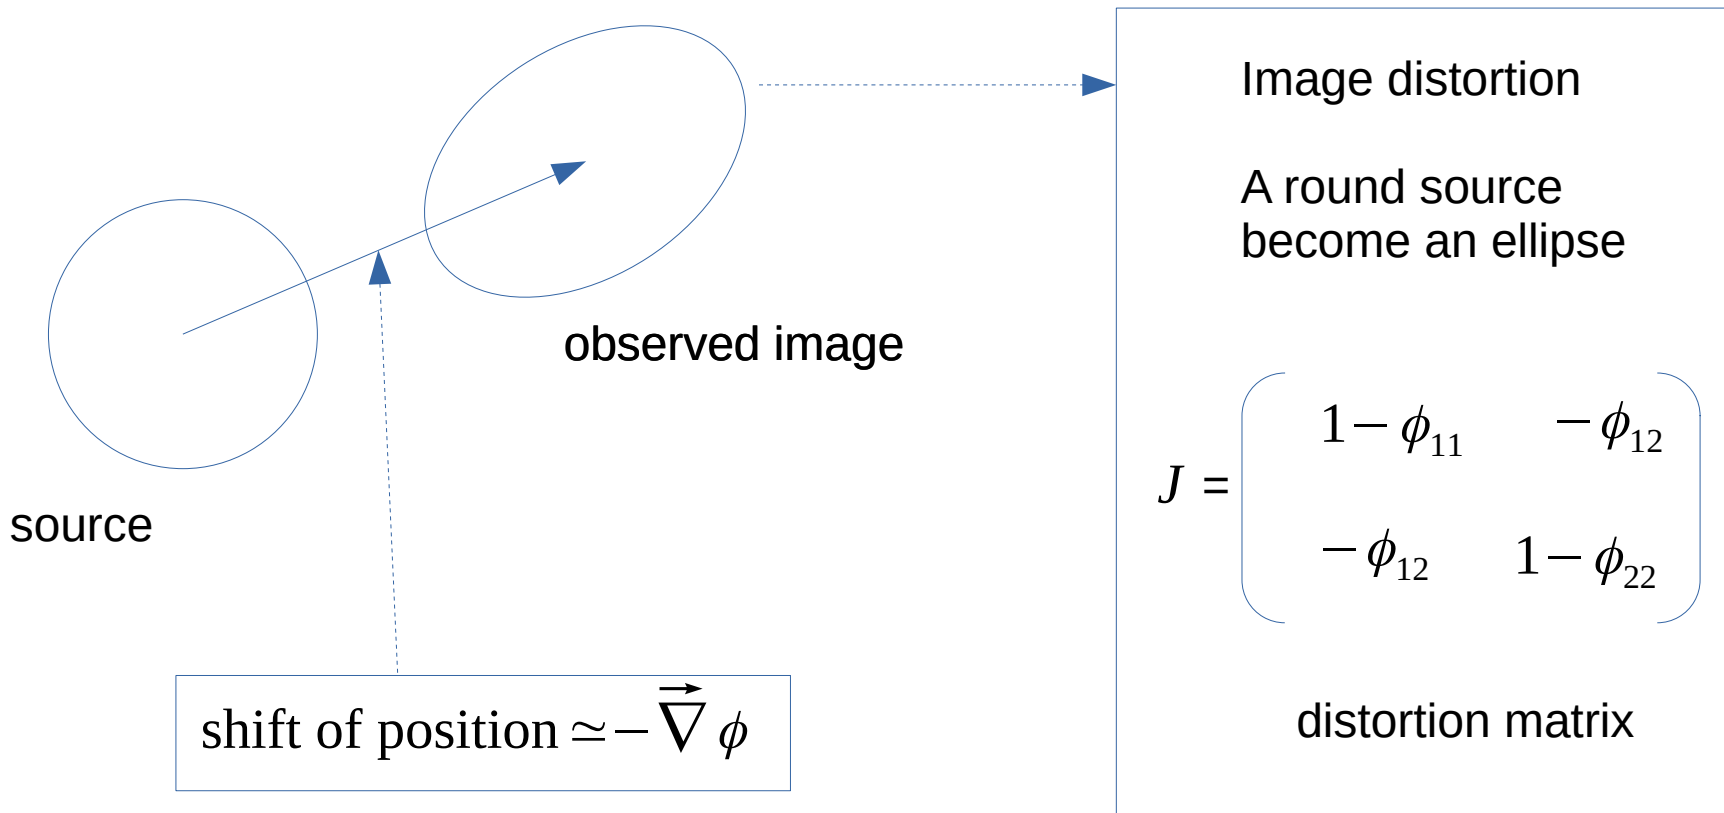 source
observed image
shift of position ≃ − ∇⃗ ϕ
Image distortion
A round source
become an ellipse
J = ( 1 − ϕ₁₁   − ϕ₁₂
− ϕ₁₂   1 − ϕ₂₂ )
distortion matrix